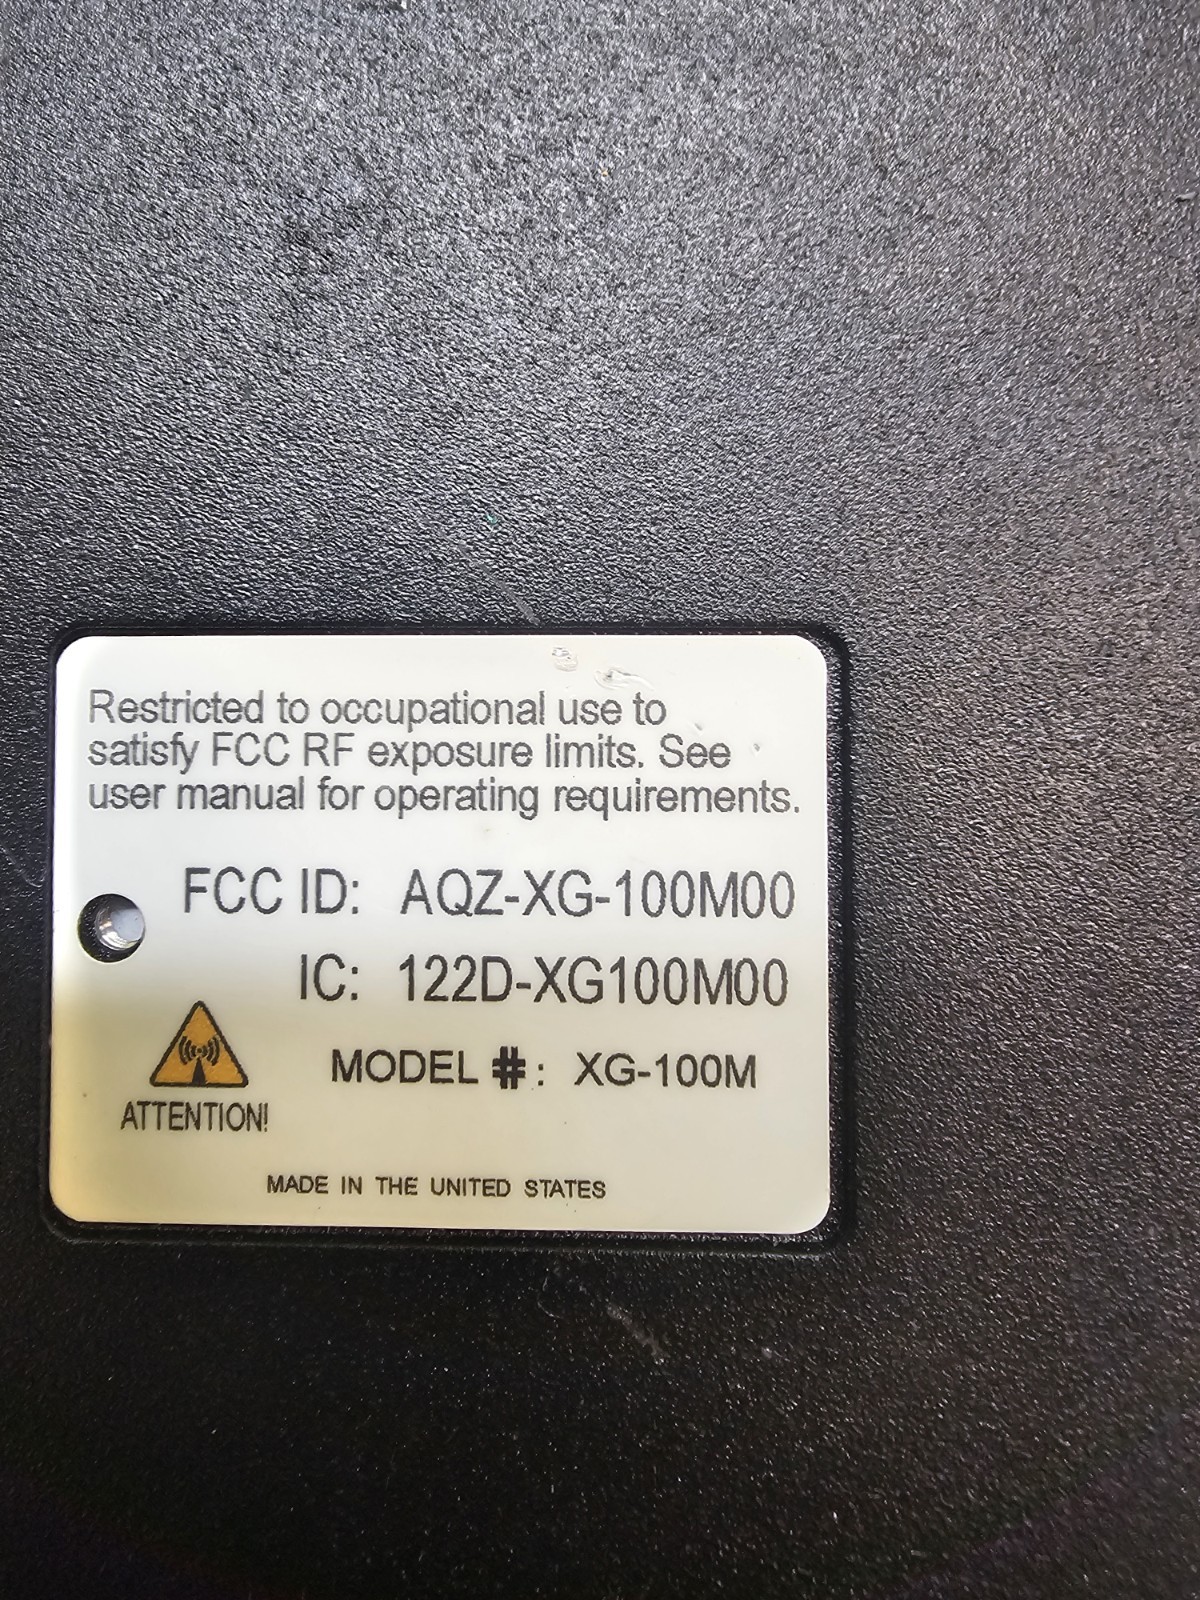 Restricted to occupational use to
satisfy FCC RF exposure limits. See
user manual for operating requirements.
FCC ID: AQZ-XG-100M00
IC: 122D-XG100M00
MODEL #: XG-100M
ATTENTION!
MADE IN THE UNITED STATES